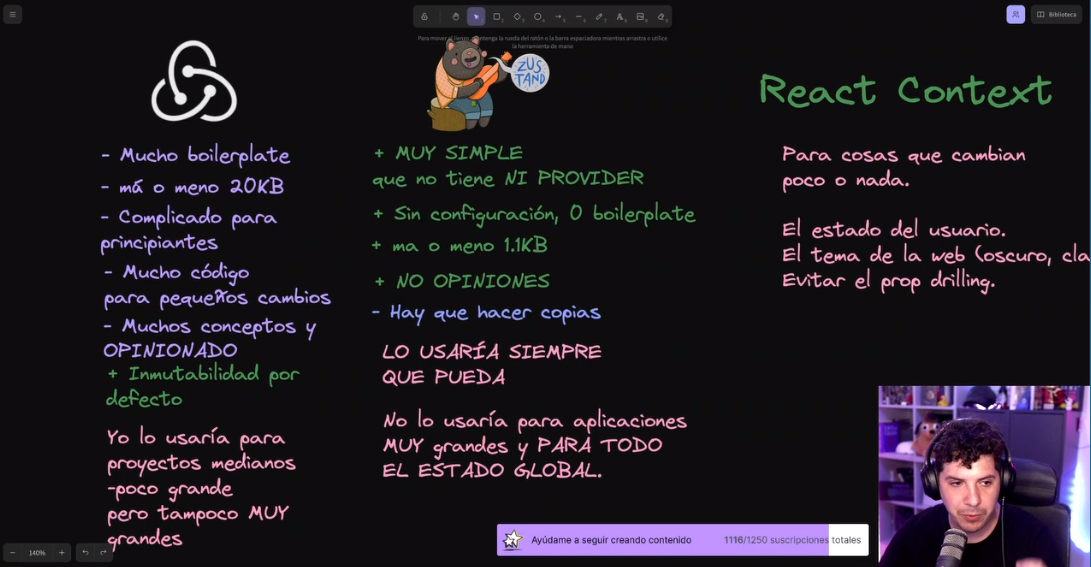 Biblioteca
Para mover el lienzo, mantenga la rueda del ratón o la barra espaciadora mientras arrastra o utilice
la herramienta de mano
ZUS
TAND
React Context
- Mucho boilerplate
- má o meno 20KB
- Complicado para
principiantes
- Mucho código
para pequeños cambios
- Muchos conceptos y
OPINIONADO
+ Inmutabilidad por
defecto
Yo lo usaría para
proyectos medianos
-poco grande
pero tampoco MUY
grandes
+ MUY SIMPLE
que no tiene NI PROVIDER
+ Sin configuración, 0 boilerplate
+ ma o meno 1.1KB
+ NO OPINIONES
- Hay que hacer copias
LO USARÍA SIEMPRE
QUE PUEDA
No lo usaría para aplicaciones
MUY grandes y PARA TODO
EL ESTADO GLOBAL.
Para cosas que cambian
poco o nada.
El estado del usuario.
El tema de la web (oscuro, cla
Evitar el prop drilling.
140%
Ayúdame a seguir creando contenido
1116/1250 suscripciones totales